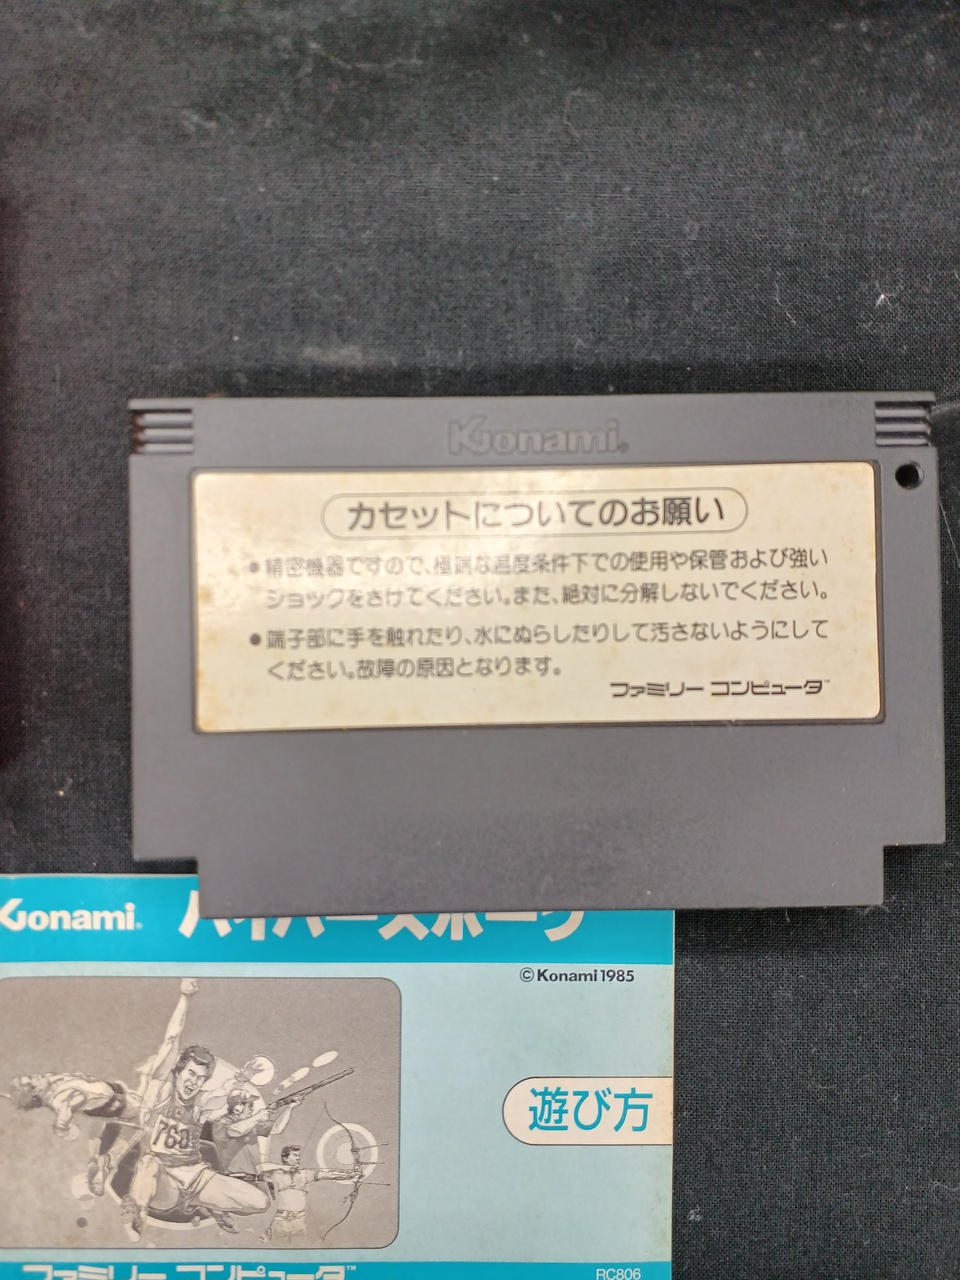 Konami®
カセットについてのお願い
●精密機器ですので、極端な温度条件下での使用や保管および強い
ショックをさけてください。また、絶対に分解しないでください。
●端子部に手を触れたり、水にぬらしたりして汚さないようにして
ください。故障の原因となります。
ファミリー コンピュータ™
Konami® ハイパースポーツ
©Konami 1985
760
遊び方
ファミリー コンピュータ™
RC806